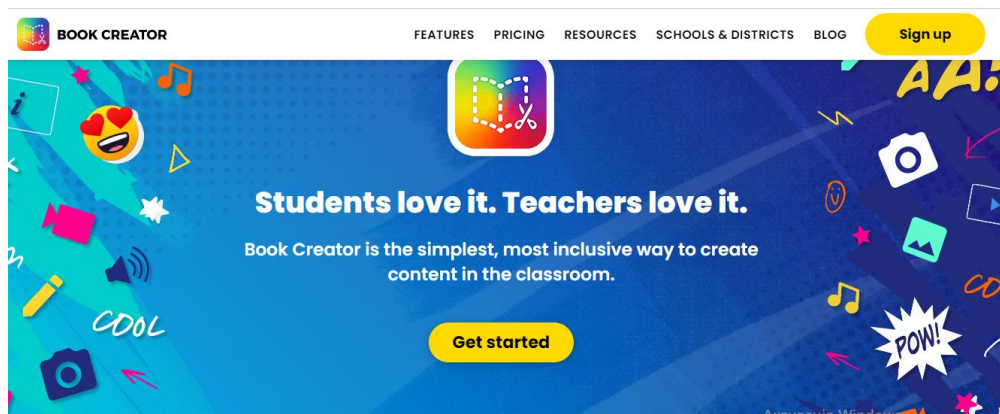 BOOK CREATOR
FEATURES PRICING RESOURCES SCHOOLS & DISTRICTS BLOG Sign up
AA!
i
Students love it. Teachers love it.
Book Creator is the simplest, most inclusive way to create
content in the classroom.
COOL
Get started
POW!